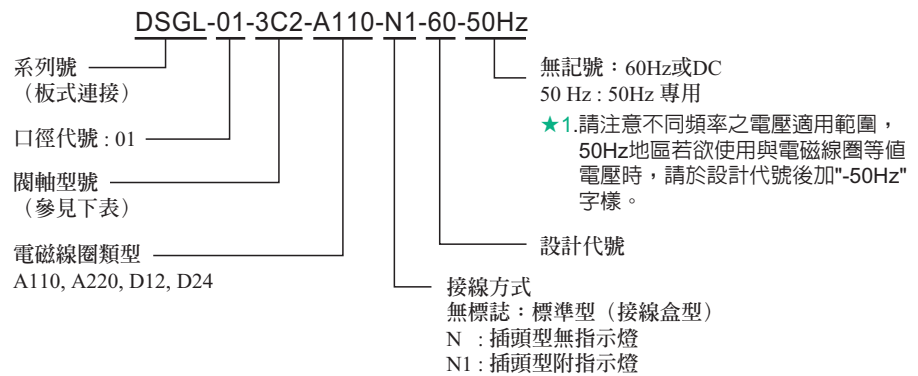 DSGL-01-3C2-A110-N1-60-50Hz
系列號
（板式連接）
口徑代號 : 01
閥軸型號
（參見下表）
電磁線圈類型
A110, A220, D12, D24
無記號：60Hz或DC
50 Hz : 50Hz 專用
★1.請注意不同頻率之電壓適用範圍，
50Hz地區若欲使用與電磁線圈等值
電壓時，請於設計代號後加"-50Hz"
字樣。
設計代號
接線方式
無標誌：標準型（接線盒型）
N : 插頭型無指示燈
N1 : 插頭型附指示燈